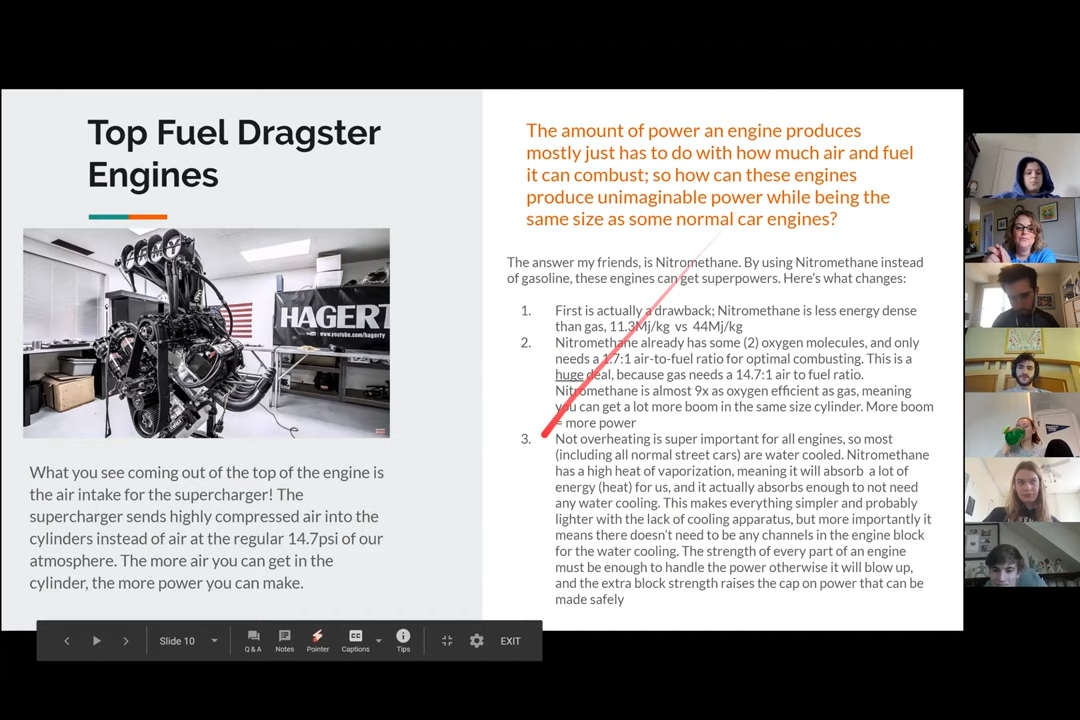 Top Fuel Dragster
Engines
HAGERT
www.youtube.com/hagerty
What you see coming out of the top of the engine is
the air intake for the supercharger! The
supercharger sends highly compressed air into the
cylinders instead of air at the regular 14.7psi of our
atmosphere. The more air you can get in the
cylinder, the more power you can make.
The amount of power an engine produces
mostly just has to do with how much air and fuel
it can combust; so how can these engines
produce unimaginable power while being the
same size as some normal car engines?
The answer my friends, is Nitromethane. By using Nitromethane instead
of gasoline, these engines can get superpowers. Here's what changes:
1. First is actually a drawback; Nitromethane is less energy dense
than gas, 11.3Mj/kg vs 44Mj/kg
2. Nitromethane already has some (2) oxygen molecules, and only
needs a 1.7:1 air-to-fuel ratio for optimal combusting. This is a
huge deal, because gas needs a 14.7:1 air to fuel ratio.
Nitromethane is almost 9x as oxygen efficient as gas, meaning
you can get a lot more boom in the same size cylinder. More boom
= more power
3. Not overheating is super important for all engines, so most
(including all normal street cars) are water cooled. Nitromethane
has a high heat of vaporization, meaning it will absorb a lot of
energy (heat) for us, and it actually absorbs enough to not need
any water cooling. This makes everything simpler and probably
lighter with the lack of cooling apparatus, but more importantly it
means there doesn't need to be any channels in the engine block
for the water cooling. The strength of every part of an engine
must be enough to handle the power otherwise it will blow up,
and the extra block strength raises the cap on power that can be
made safely
Slide 10
Q & A
Notes
Pointer
Captions
Tips
EXIT